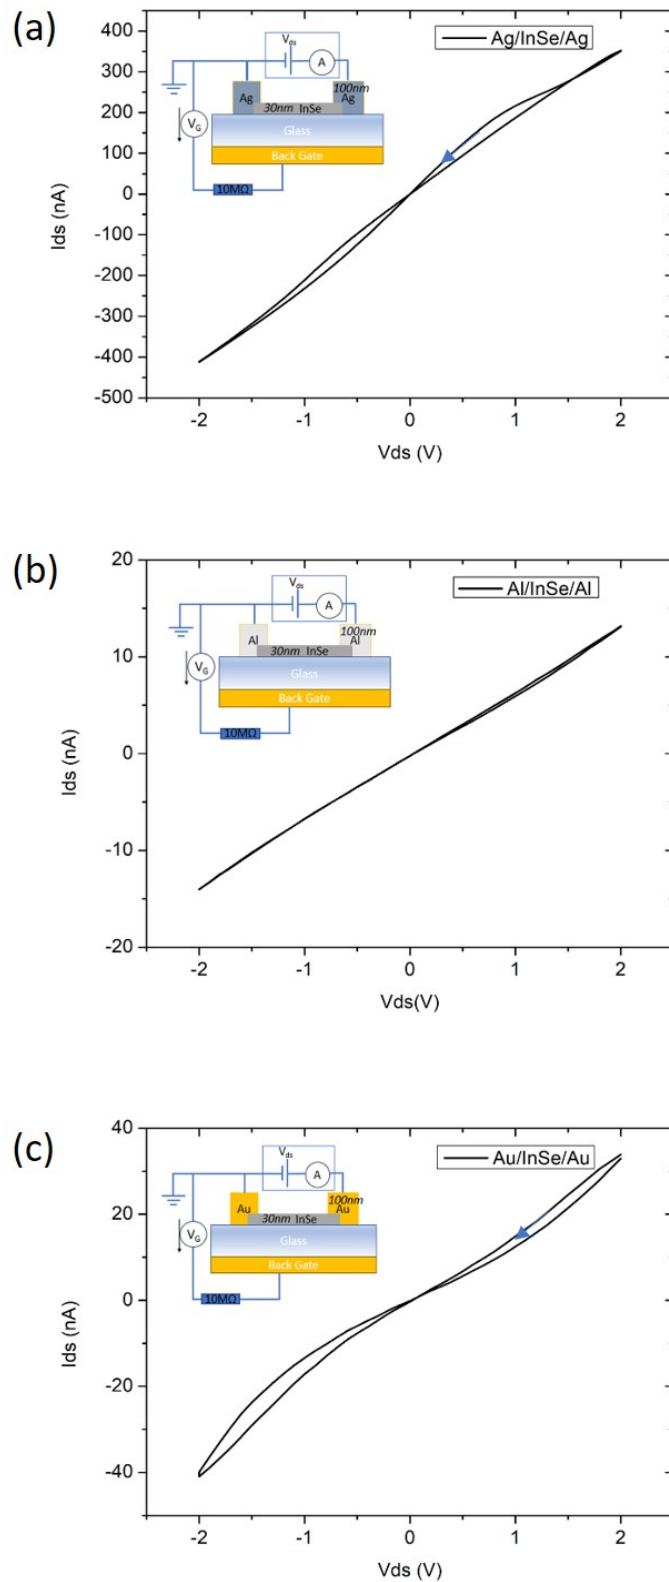 (a)
Ag/InSe/Ag
Vds
A
100nm
Ag
30nm InSe
Ag
VG
Glass
Back Gate
10MΩ
400
300
200
100
0
-100
-200
-300
-400
-500
Ids (nA)
-2 -1 0 1 2
Vds (V)
(b)
Al/InSe/Al
Vds
A
100nm
Al
30nm InSe
Al
VG
Glass
Back Gate
10MΩ
20
10
0
-10
-20
Ids (nA)
-2 -1 0 1 2
Vds(V)
(c)
Au/InSe/Au
Vds
A
100nm
Au
30nm InSe
Au
VG
Glass
Back Gate
10MΩ
40
20
0
-20
-40
Ids (nA)
-2 -1 0 1 2
Vds (V)